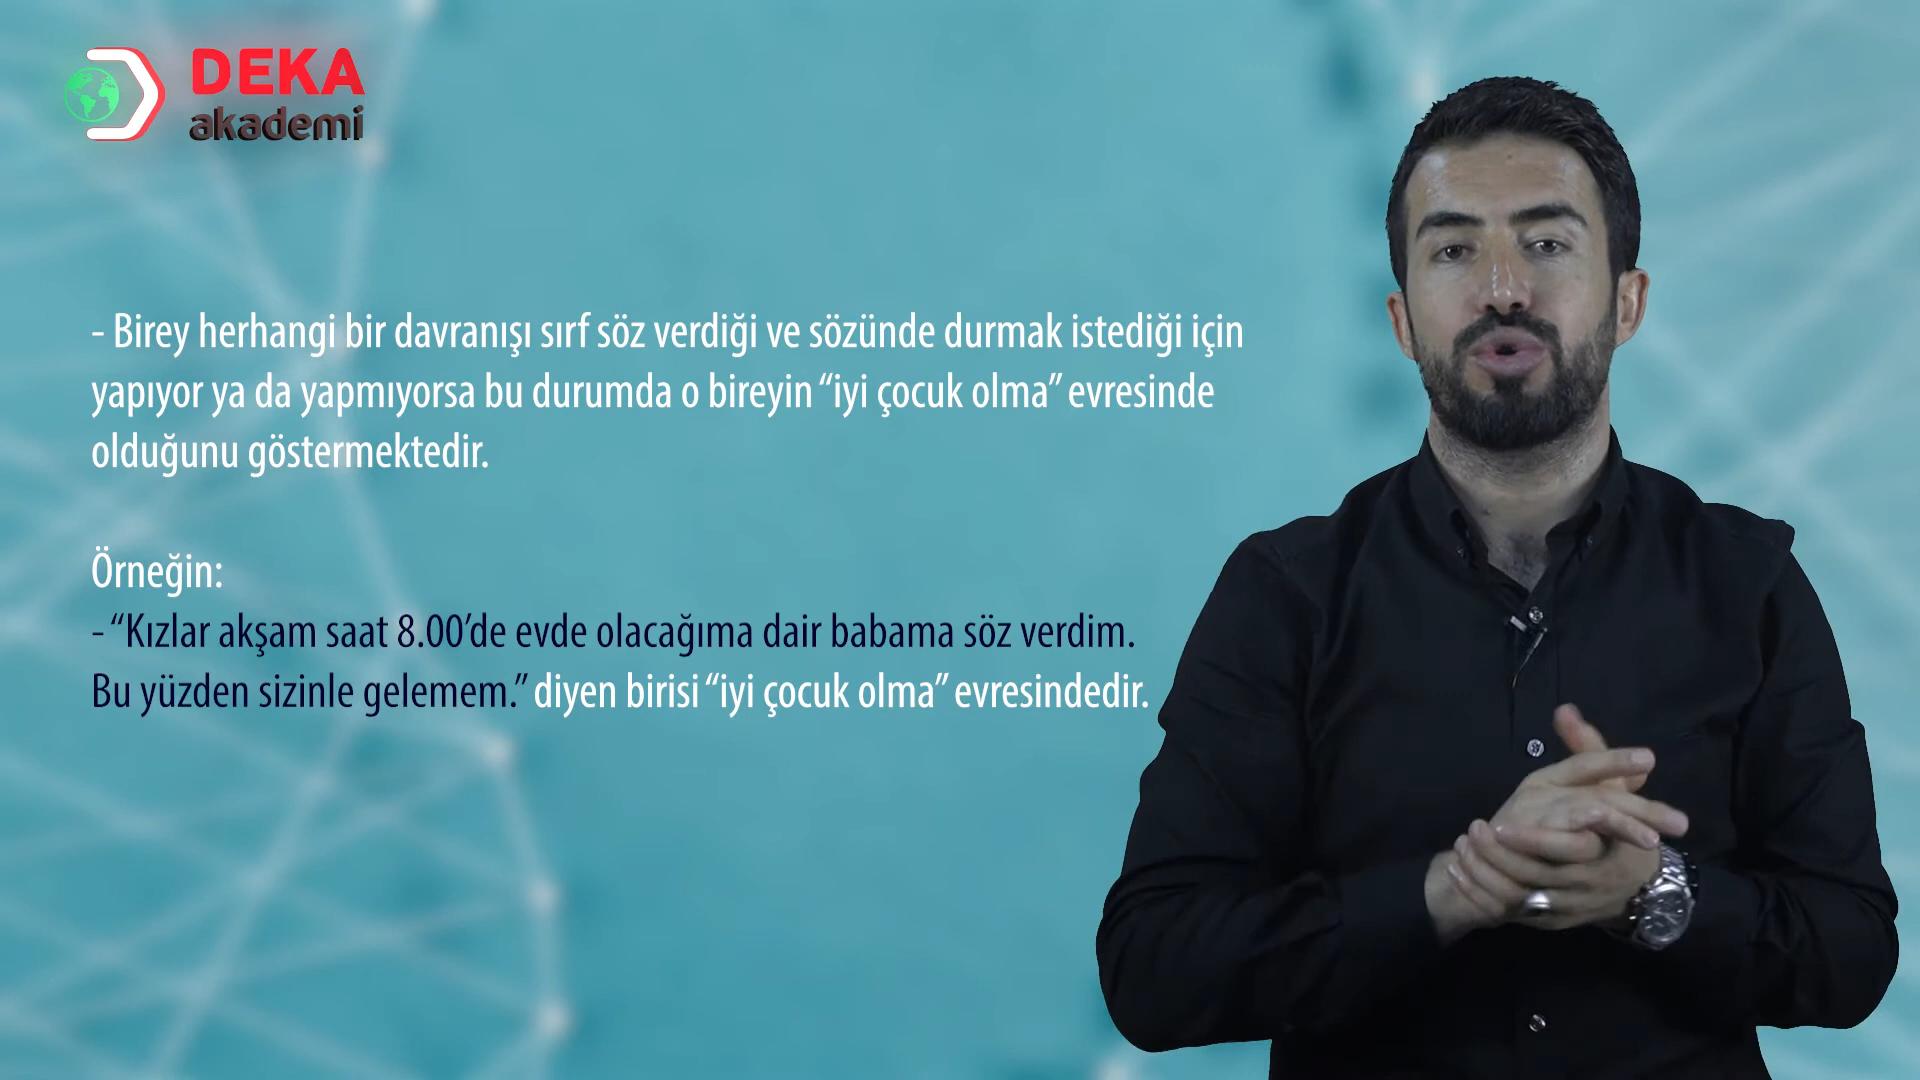 DEKA
akademi
- Birey herhangi bir davranışı sırf söz verdiği ve sözünde durmak istediği için
yapıyor ya da yapmıyorsa bu durumda o bireyin “iyi çocuk olma” evresinde
olduğunu göstermektedir.
Örneğin:
- “Kızlar akşam saat 8.00’de evde olacağıma dair babama söz verdim.
Bu yüzden sizinle gelemem.” diyen birisi “iyi çocuk olma” evresindedir.